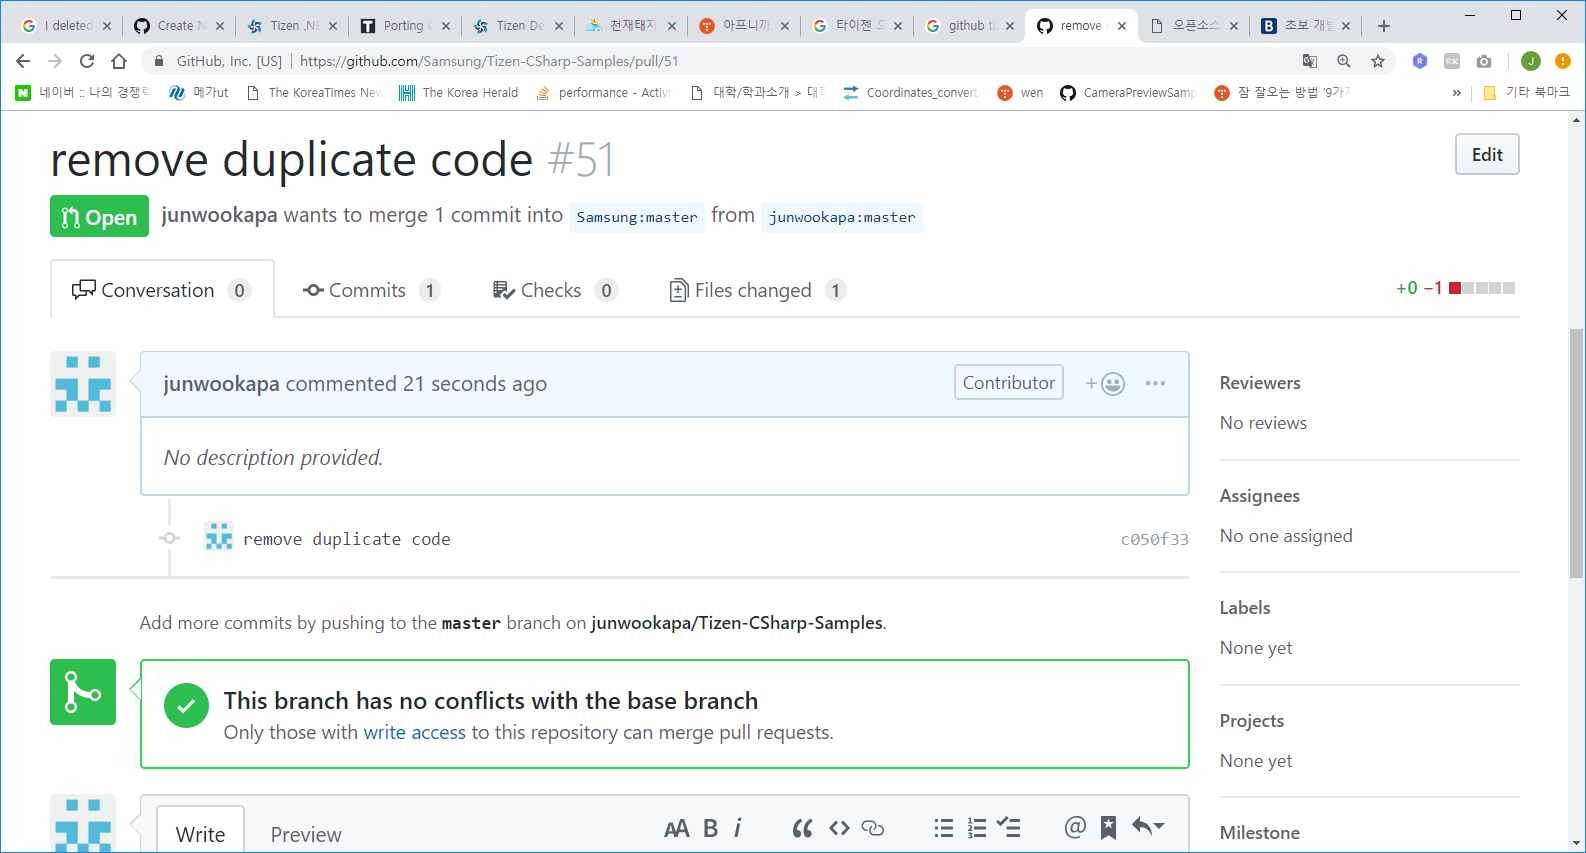 I deleted
Create N
Tizen .NE
Porting
Tizen De
천재태지
아프니까
타이젠 오
github ti
remove
오픈소스
초보 개발
GitHub, Inc. [US]
https://github.com/Samsung/Tizen-CSharp-Samples/pull/51
J
네이버 :: 나의 경쟁력
메가ut
The KoreaTimes New
The Korea Herald
performance - Activi
대학/학과소개 > 대학
Coordinates_convert
wen
CameraPreviewSamp
잠 잘오는 방법 '9가지
»
기타 북마크
remove duplicate code #51
Edit
Open
junwookapa wants to merge 1 commit into Samsung:master from junwookapa:master
Conversation 0
Commits 1
Checks 0
Files changed 1
+0 −1
junwookapa commented 21 seconds ago
Contributor
No description provided.
remove duplicate code
c050f33
Reviewers
No reviews
Assignees
No one assigned
Labels
None yet
Projects
None yet
Milestone
Add more commits by pushing to the master branch on junwookapa/Tizen-CSharp-Samples.
This branch has no conflicts with the base branch
Only those with write access to this repository can merge pull requests.
Write
Preview